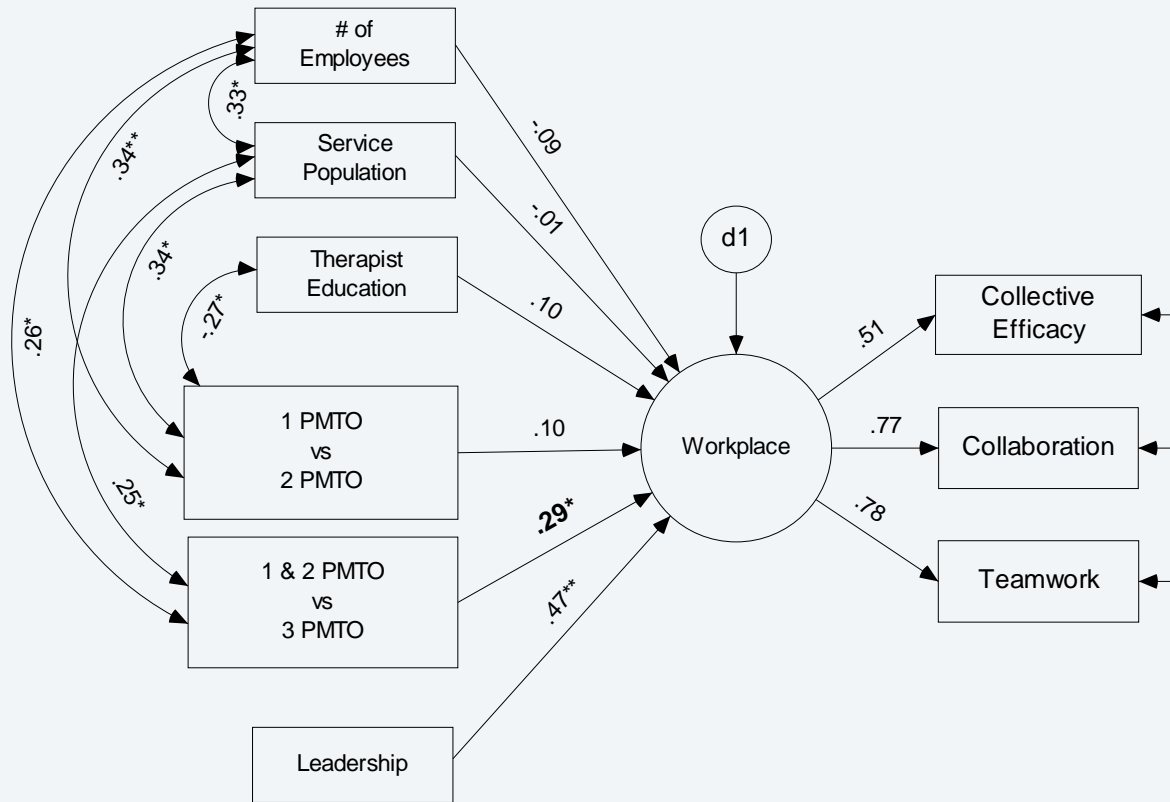 # of
Employees
Service
Population
Therapist
Education
1 PMTO
vs
2 PMTO
1 & 2 PMTO
vs
3 PMTO
Leadership
.26*
.34**
.33*
.34*
.25*
-.27*
-.09
-.01
.10
.10
.29*
.47**
d1
Workplace
.51
.77
.78
Collective
Efficacy
Collaboration
Teamwork